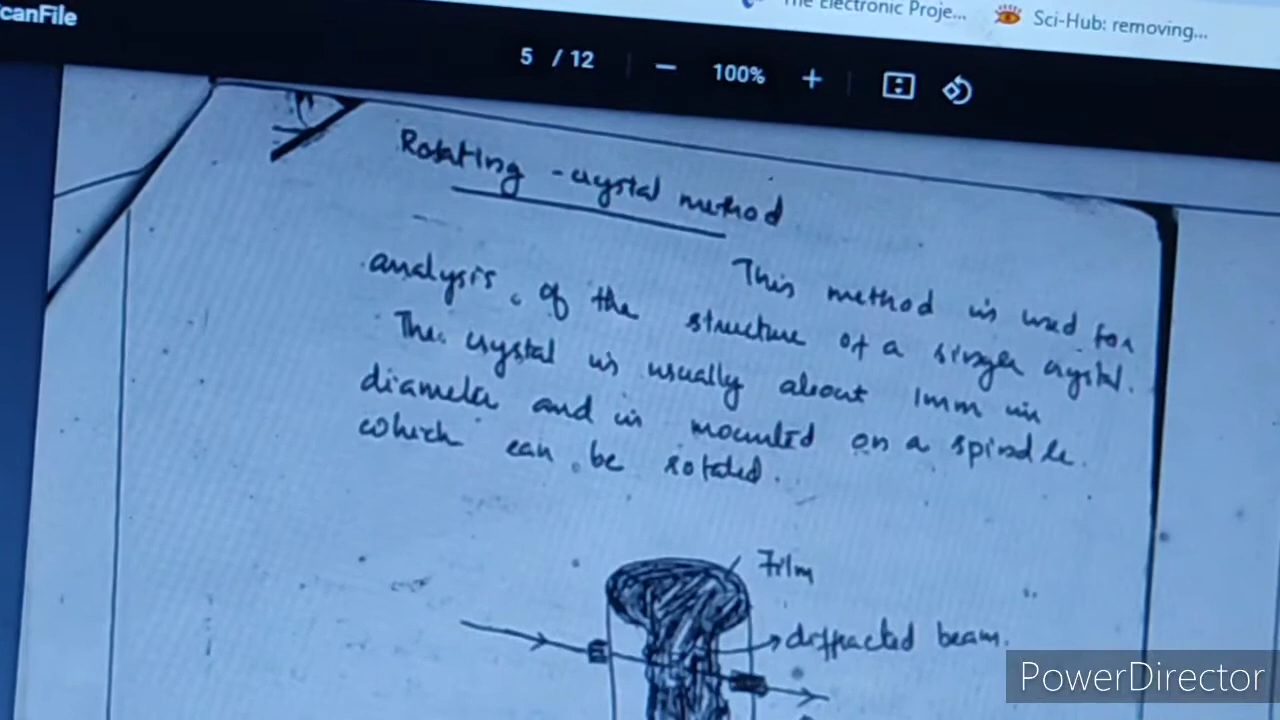 canFile
The Electronic Proje...
Sci-Hub: removing...
5 / 12
100%
Rotating - crystal method
This method is used for
analysis of the structure of a single crystal.
The crystal is usually about 1mm in
diameter and is mounted on a spindle.
which can be rotated.
Film
diffracted beam.
PowerDirector